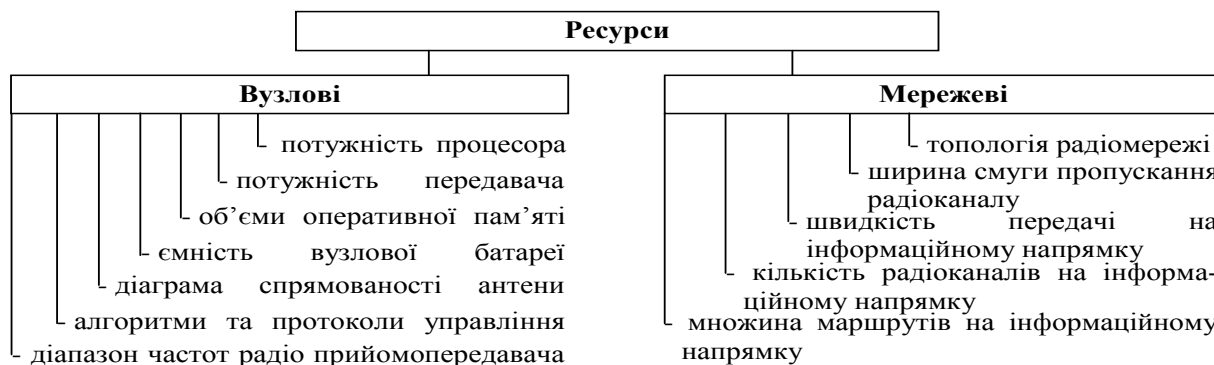 Ресурси
Вузлові
- потужність процесора
- потужність передавача
- об’єми оперативної пам’яті
- ємність вузлової батареї
- діаграма спрямованості антени
- алгоритми та протоколи управління
- діапазон частот радіо прийомопередавача
Мережеві
- топологія радіомережі
- ширина смуги пропускання
радіоканалу
- швидкість передачі на
інформаційному напрямку
- кількість радіоканалів на інформа-
ційному напрямку
- множина маршрутів на інформаційному
напрямку